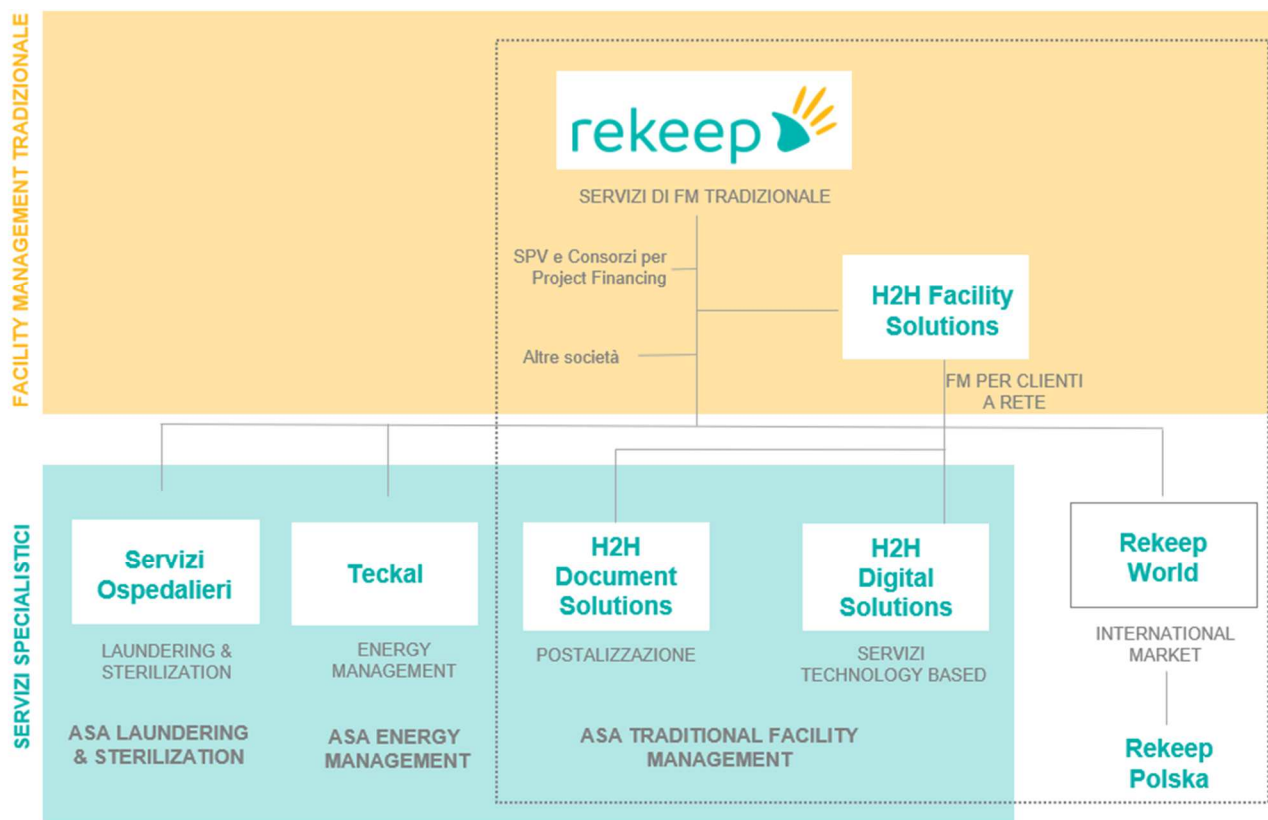 FACILITY MANAGEMENT TRADIZIONALE
rekeep
SERVIZI DI FM TRADIZIONALE
SPV e Consorzi per
Project Financing
H2H Facility
Solutions
Altre società
FM PER CLIENTI
A RETE
SERVIZI SPECIALISTICI
Servizi
Ospedalieri
LAUNDERING &
STERILIZATION
ASA LAUNDERING
& STERILIZATION
Teckal
ENERGY
MANAGEMENT
ASA ENERGY
MANAGEMENT
H2H
Document
Solutions
POSTALIZZAZIONE
H2H
Digital
Solutions
SERVIZI
TECHNOLOGY BASED
ASA TRADITIONAL FACILITY
MANAGEMENT
Rekeep
World
INTERNATIONAL
MARKET
Rekeep
Polska